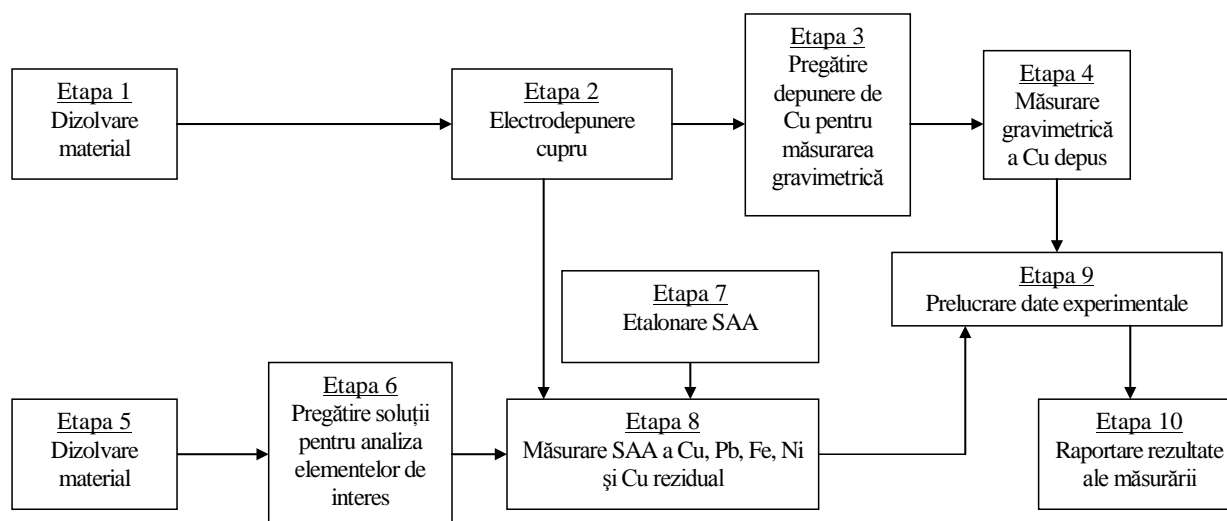 Etapa 1
Dizolvare
material
Etapa 2
Electrodepunere
cupru
Etapa 3
Pregătire
depunere de
Cu pentru
măsurarea
gravimetrică
Etapa 4
Măsurare
gravimetrică
a Cu depus
Etapa 5
Dizolvare
material
Etapa 6
Pregătire soluții
pentru analiza
elementelor de
interes
Etapa 7
Etalonare SAA
Etapa 8
Măsurare SAA a Cu, Pb, Fe, Ni
şi Cu rezidual
Etapa 9
Prelucrare date experimentale
Etapa 10
Raportare rezultate
ale măsurării